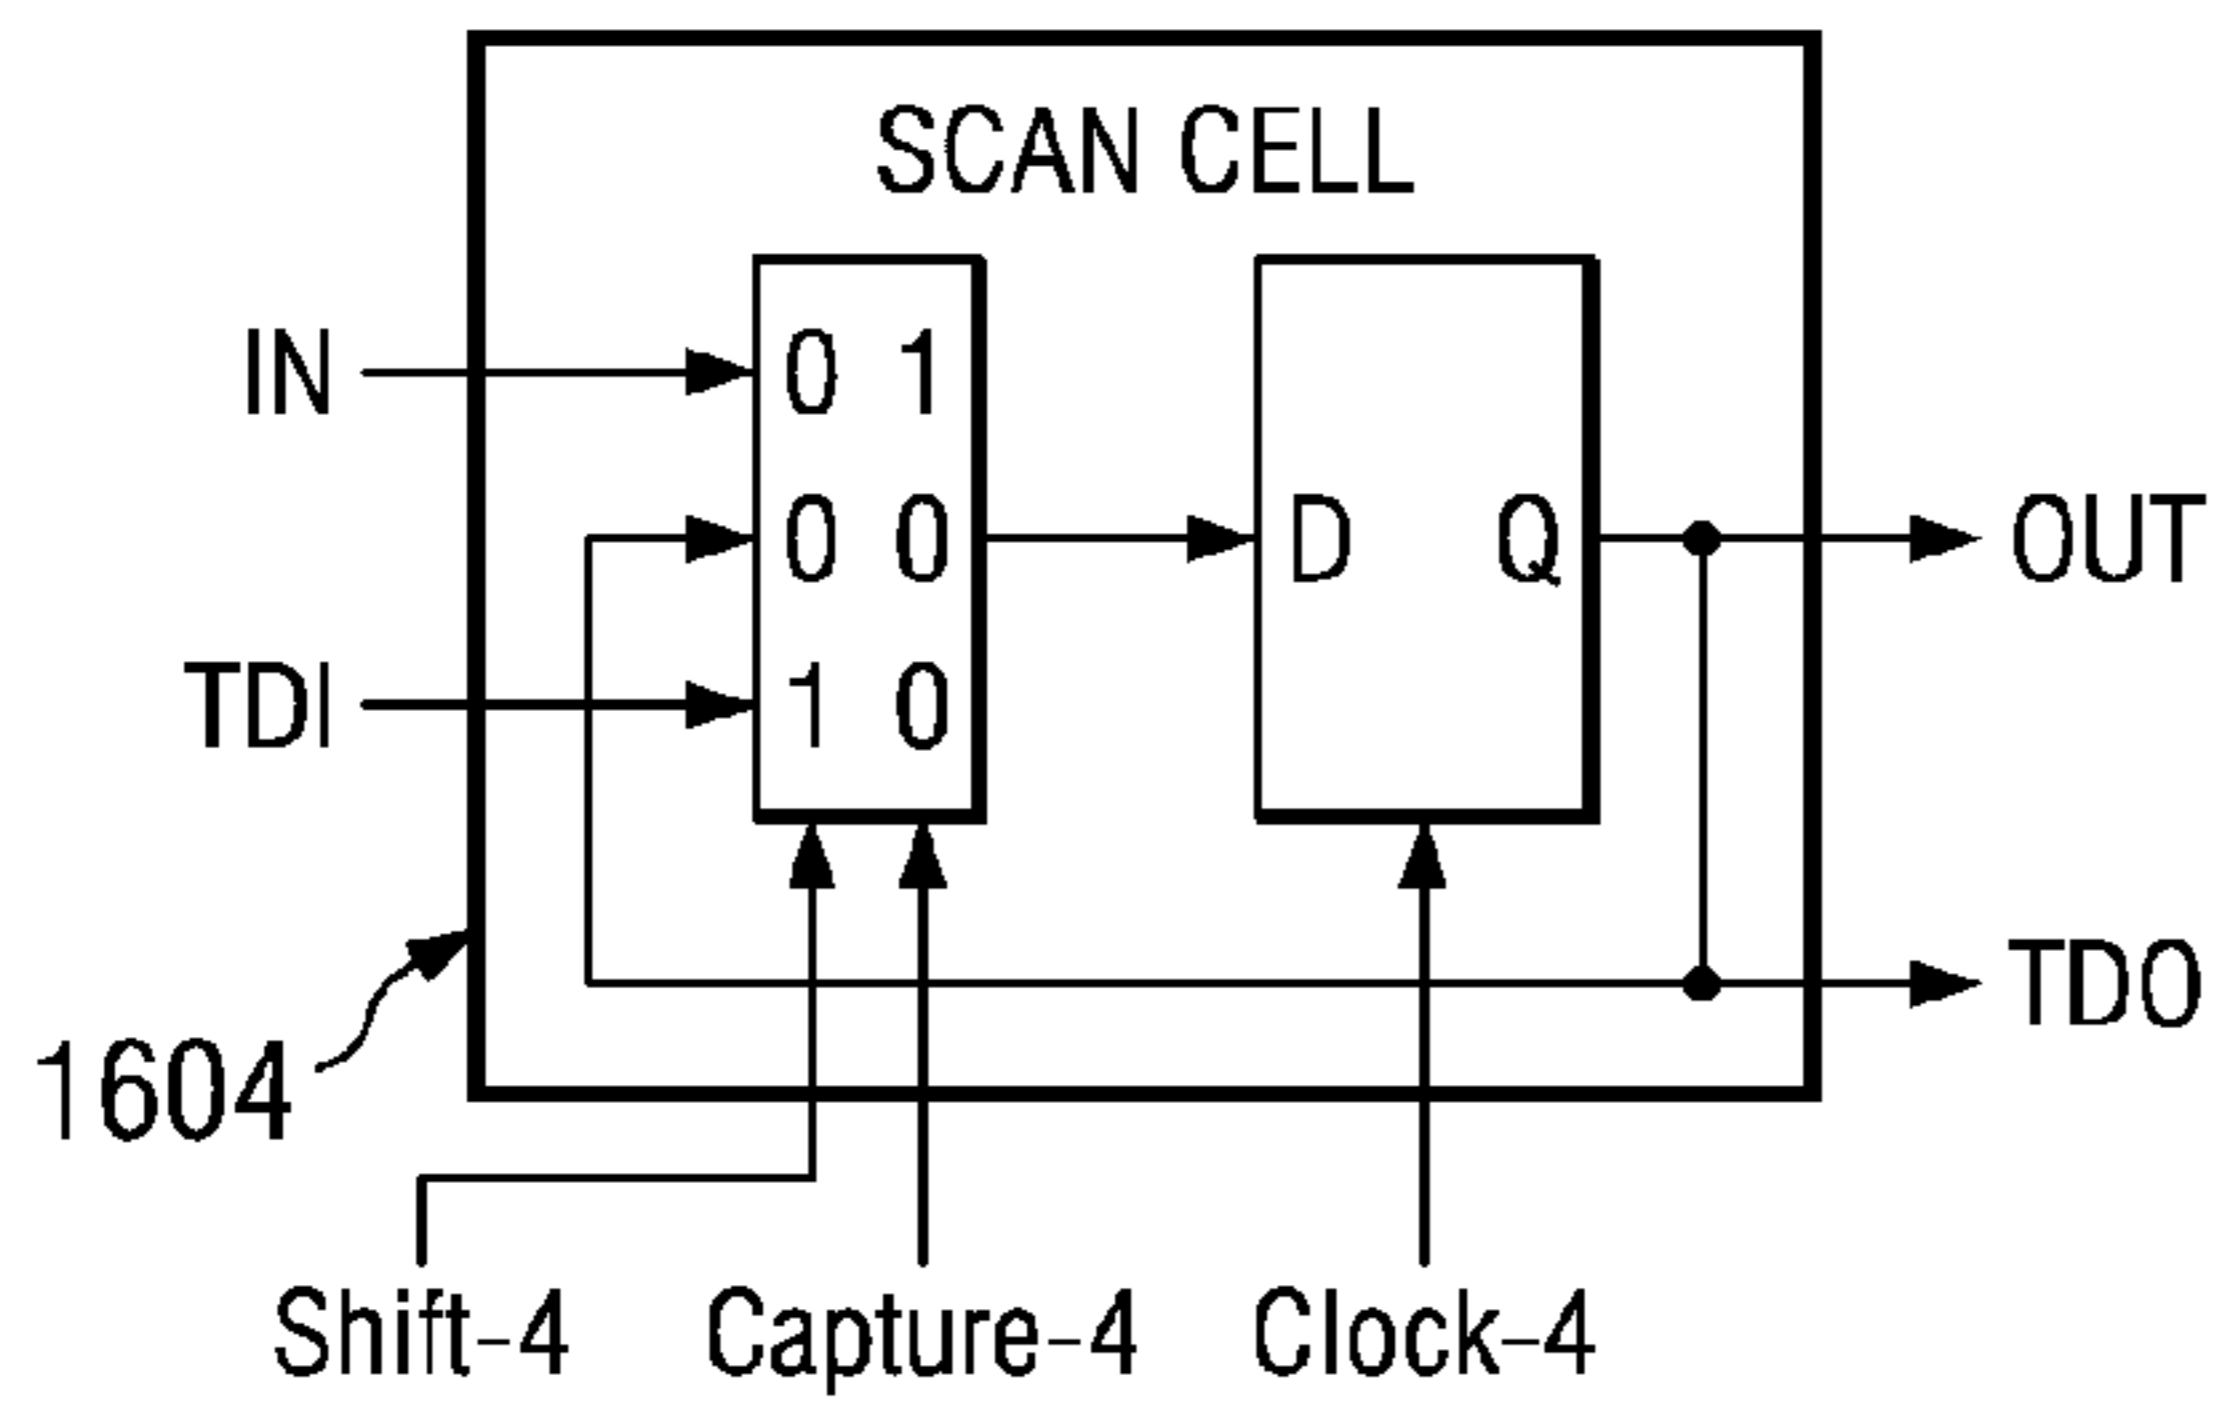 SCAN CELL
IN
0 1
0 0
D
Q
OUT
TDI
1 0
TDO
1604
Shift-4
Capture-4
Clock-4